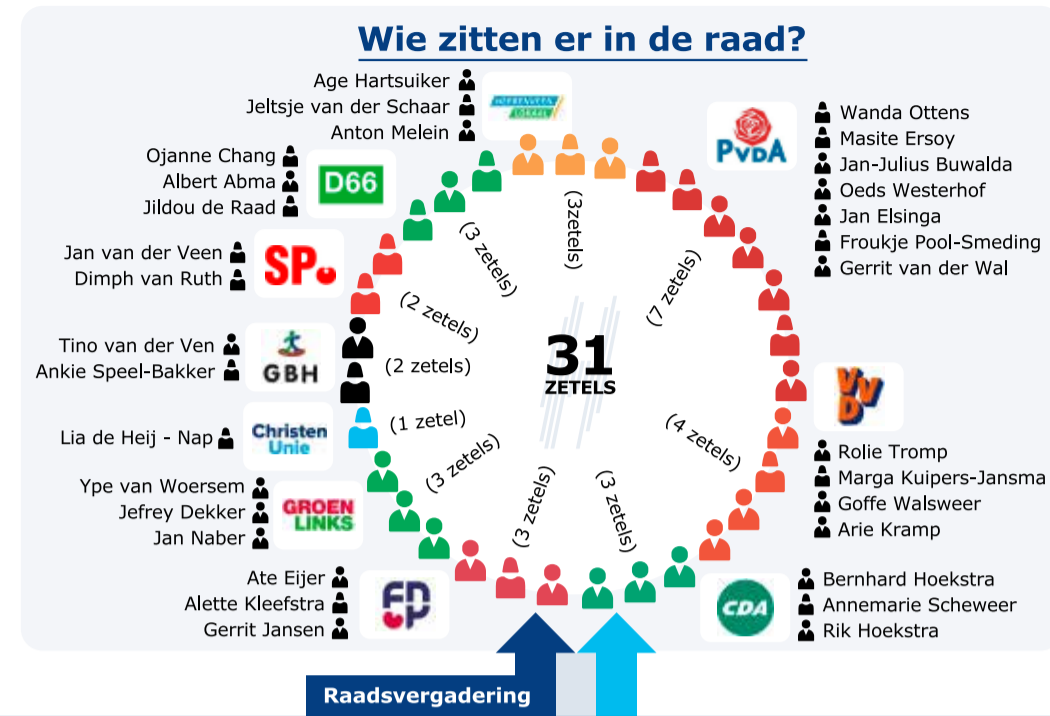 Wie zitten er in de raad?
Age Hartsuiker
Jeltsje van der Schaar
Anton Melein
HEERENVEEN
LOKAAL
Ojanne Chang
Albert Abma
Jildou de Raad
D66
Jan van der Veen
Dimph van Ruth
SP
Tino van der Ven
Ankie Speel-Bakker
GBH
Lia de Heij - Nap
Christen
Unie
Ype van Woersem
Jefrey Dekker
Jan Naber
GROEN
LINKS
Ate Eijer
Alette Kleefstra
Gerrit Jansen
FNP
PVDA
Wanda Ottens
Masite Ersoy
Jan-Julius Buwalda
Oeds Westerhof
Jan Elsinga
Froukje Pool-Smeding
Gerrit van der Wal
VVD
Rolie Tromp
Marga Kuipers-Jansma
Goffe Walsweer
Arie Kramp
CDA
Bernhard Hoekstra
Annemarie Scheweer
Rik Hoekstra
(3zetels)
(3 zetels)
(2 zetels)
(2 zetels)
(1 zetel)
(3 zetels)
(3 zetels)
(3 zetels)
(4 zetels)
(7 zetels)
31
ZETELS
Raadsvergadering